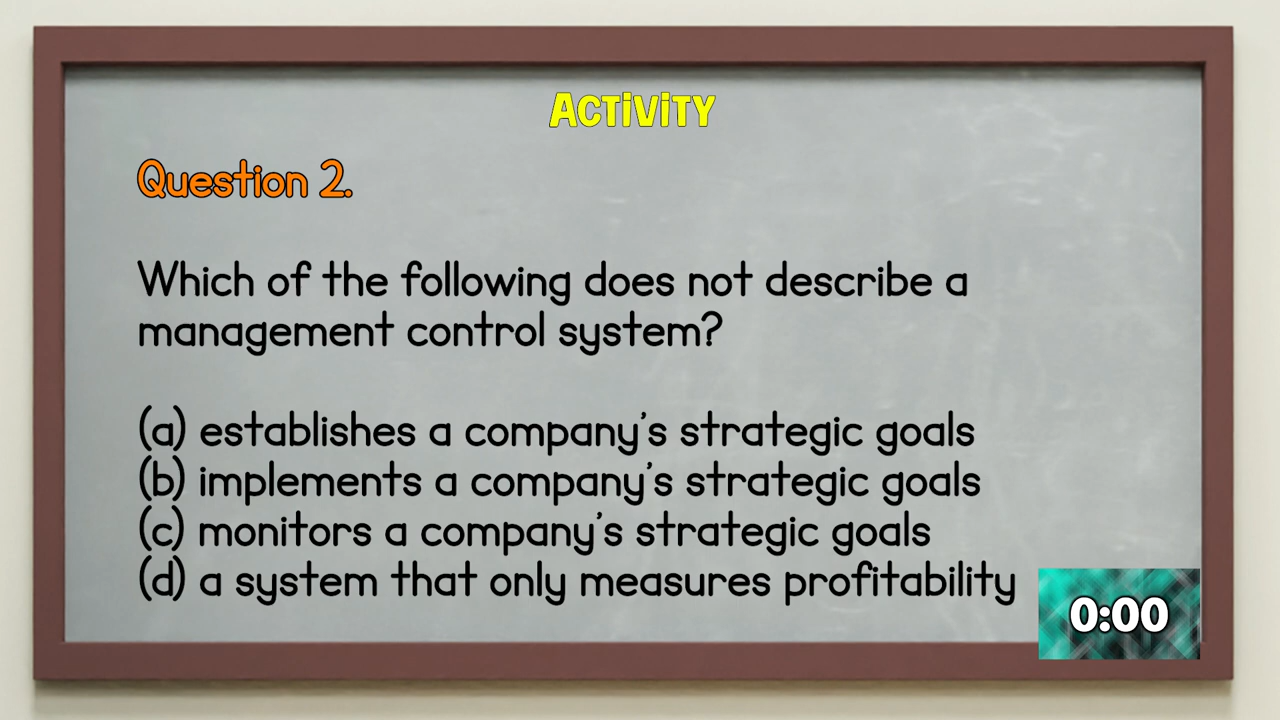 ACTiViTY
Question 2.
Which of the following does not describe a
management control system?
(a) establishes a company's strategic goals
(b) implements a company's strategic goals
(c) monitors a company's strategic goals
(d) a system that only measures profitability
0:00